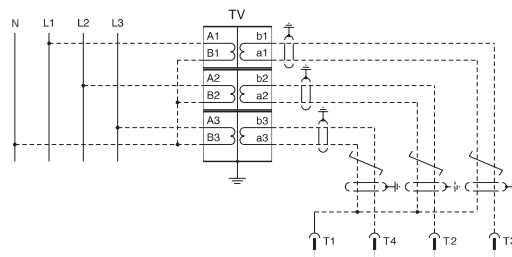 TV
N L1 L2 L3
A1 b1
B1 a1
A2 b2
B2 a2
A3 b3
B3 a3
T1 T4 T2 T3